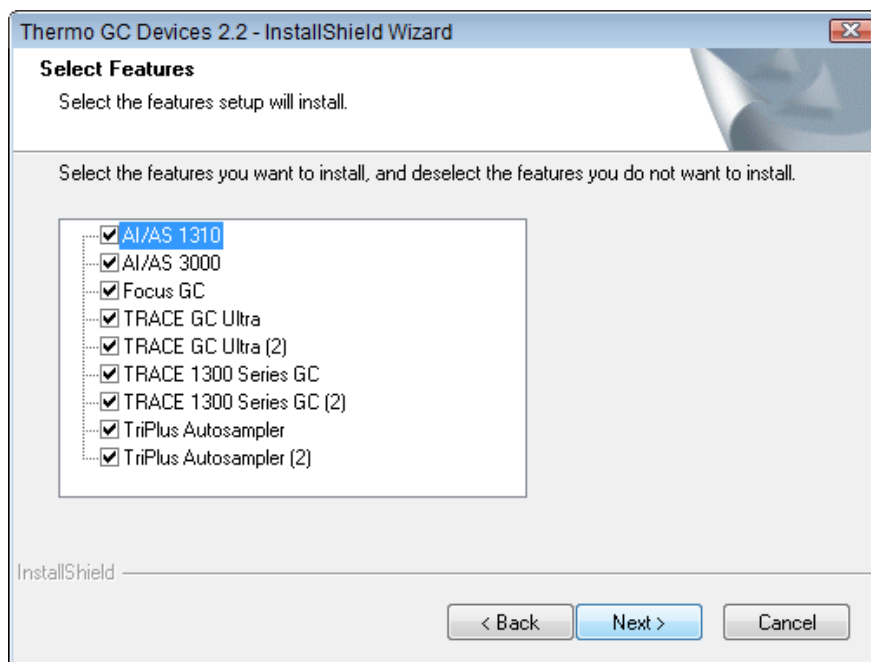 Thermo GC Devices 2.2 - InstallShield Wizard
Select Features
Select the features setup will install.
Select the features you want to install, and deselect the features you do not want to install.
AI/AS 1310
AI/AS 3000
Focus GC
TRACE GC Ultra
TRACE GC Ultra (2)
TRACE 1300 Series GC
TRACE 1300 Series GC (2)
TriPlus Autosampler
TriPlus Autosampler (2)
InstallShield
< Back Next > Cancel